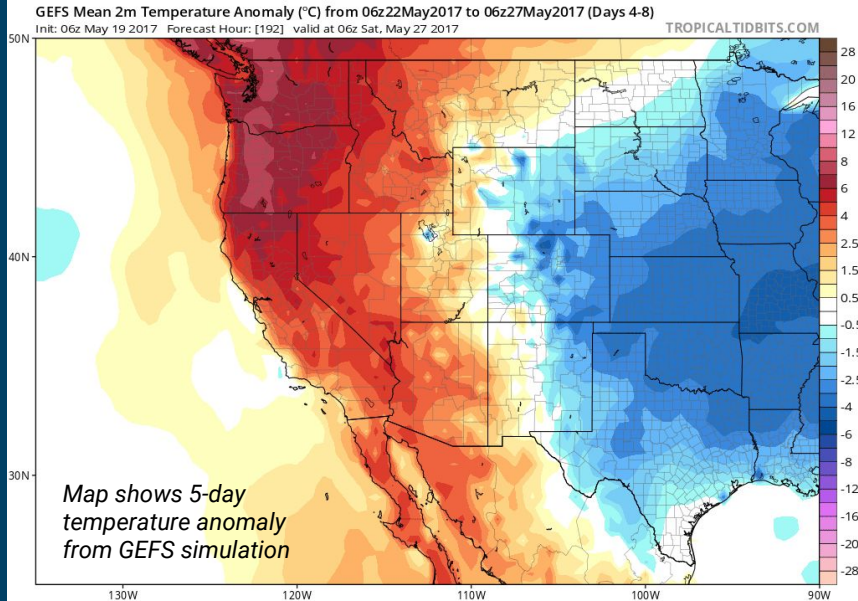 GEFS Mean 2m Temperature Anomaly (°C) from 06z22May2017 to 06z27May2017 (Days 4-8)
Init: 06z May 19 2017 Forecast Hour: [192] valid at 06z Sat, May 27 2017
TROPICALTIDBITS.COM
50N
40N
30N
28
20
16
12
8
6
4
2.5
1.5
0.5
-0.5
-1.5
-2.5
-4
-6
-8
-12
-16
-20
-28
Map shows 5-day
temperature anomaly
from GEFS simulation
130W
120W
110W
100W
90W